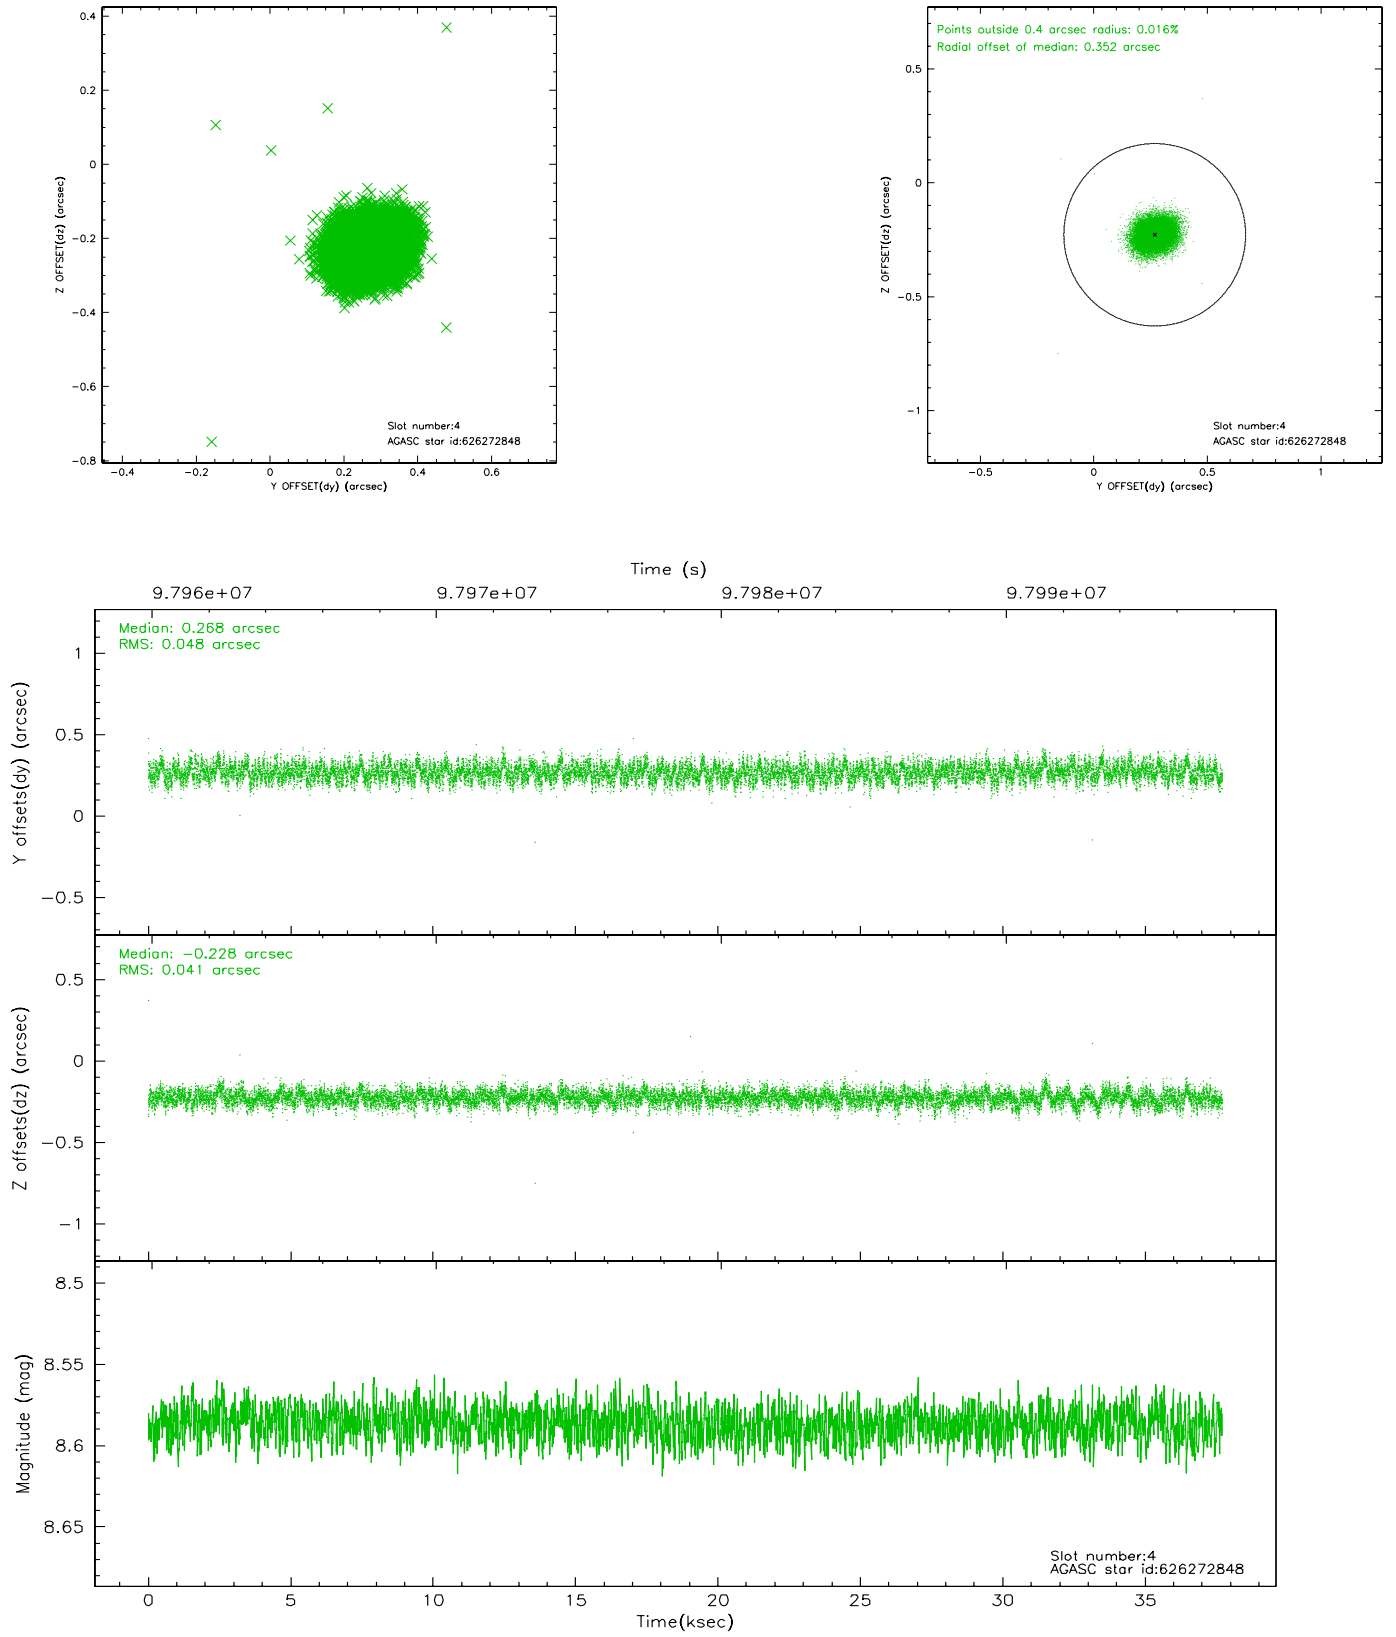 0.4
0.2
0
−0.2
−0.4
−0.6
−0.8
Z OFFSET(dz) (arcsec)
Slot number:4
AGASC star id:626272848
−0.4 −0.2 0 0.2 0.4 0.6
Y OFFSET(dy) (arcsec)
Points outside 0.4 arcsec radius: 0.016%
Radial offset of median: 0.352 arcsec
0.5
0
−0.5
−1
Z OFFSET(dz) (arcsec)
Slot number:4
AGASC star id:626272848
−0.5 0 0.5 1
Y OFFSET(dy) (arcsec)
Time (s)
9.796e+07 9.797e+07 9.798e+07 9.799e+07
Median: 0.268 arcsec
RMS: 0.048 arcsec
1
0.5
0
−0.5
Y offsets(dy) (arcsec)
Median: −0.228 arcsec
RMS: 0.041 arcsec
0.5
0
−0.5
−1
Z offsets(dz) (arcsec)
8.5
8.55
8.6
8.65
Magnitude (mag)
Slot number:4
AGASC star id:626272848
0 5 10 15 20 25 30 35
Time(ksec)